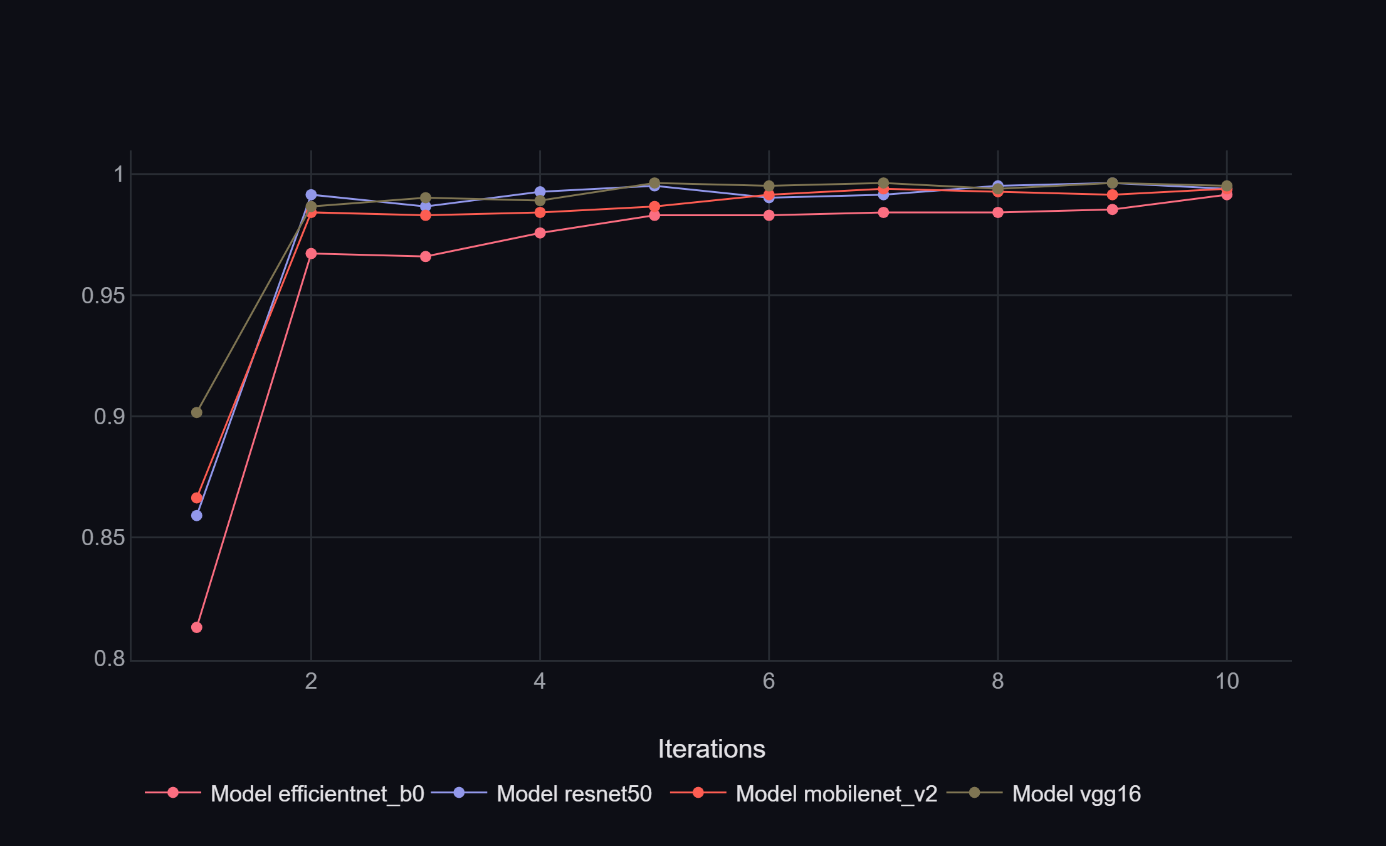 1
0.95
0.9
0.85
0.8
2 4 6 8 10
Iterations
Model efficientnet_b0 Model resnet50 Model mobilenet_v2 Model vgg16